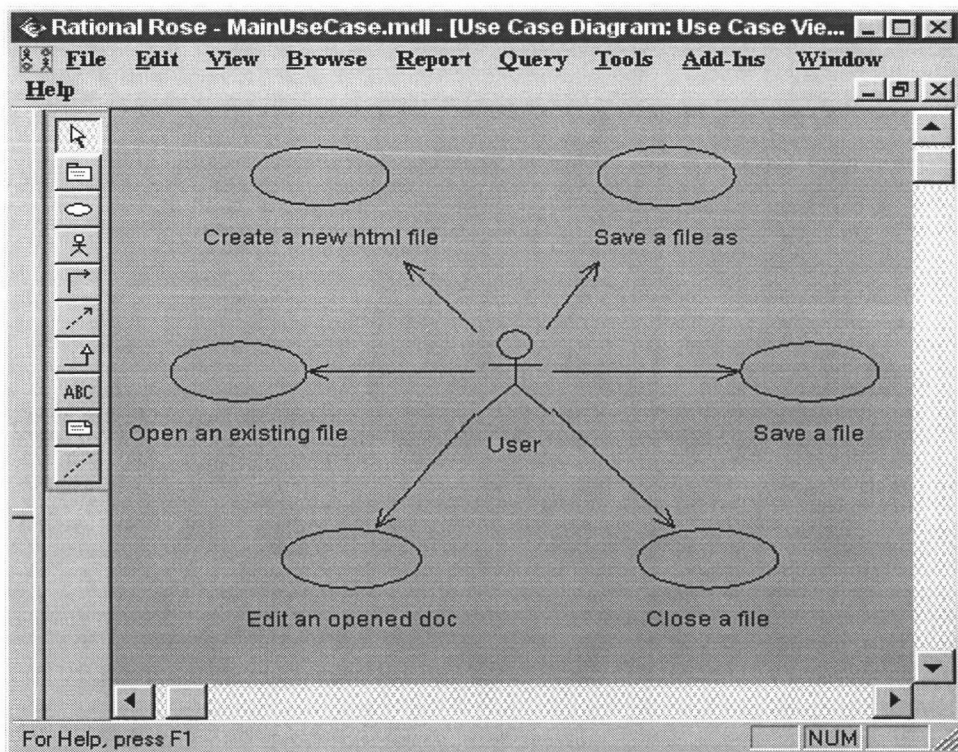 Rational Rose - MainUseCase.mdl - [Use Case Diagram: Use Case Vie...
File Edit View Browse Report Query Tools Add-Ins Window
Help
Create a new html file Save a file as
ABC
Open an existing file User Save a file
Edit an opened doc Close a file
For Help, press F1 NUM